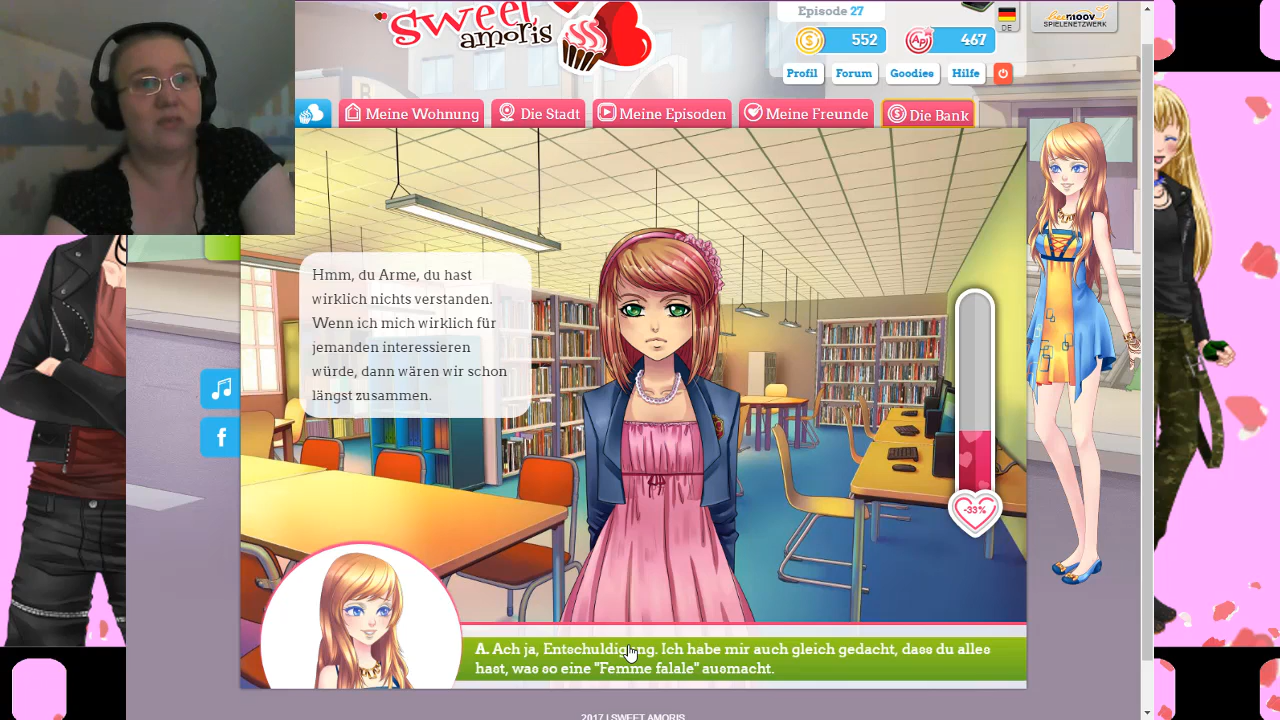 Sweet
amoris
Episode 27
552
467
DE
SPIELENETZWERK
Profil
Forum
Goodies
Hilfe
Meine Wohnung
Die Stadt
Meine Episoden
Meine Freunde
Die Bank
Hmm, du Arme, du hast
wirklich nichts verstanden.
Wenn ich mich wirklich für
jemanden interessieren
würde, dann wären wir schon
längst zusammen.
-33%
A. Ach ja, Entschuldigung. Ich habe mir auch gleich gedacht, dass du alles
hast, was so eine "Femme falale" ausmacht.
2017 | SWEET AMORIS